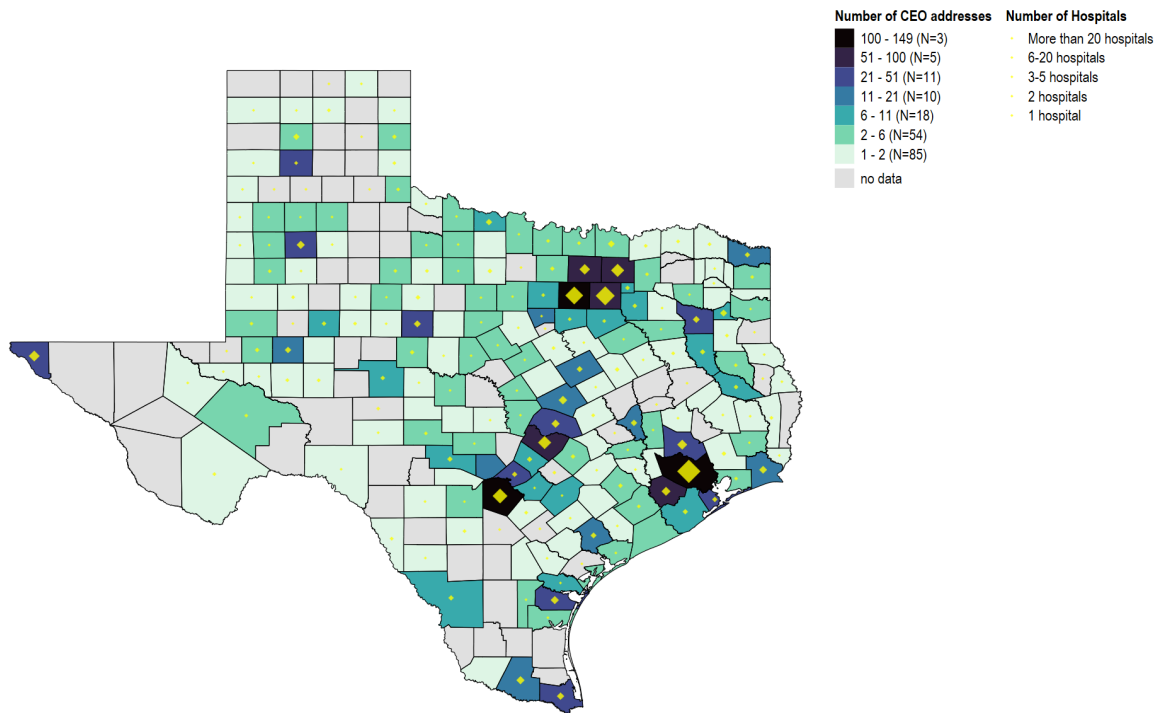 Number of CEO addresses
100 - 149 (N=3)
51 - 100 (N=5)
21 - 51 (N=11)
11 - 21 (N=10)
6 - 11 (N=18)
2 - 6 (N=54)
1 - 2 (N=85)
no data
Number of Hospitals
More than 20 hospitals
6-20 hospitals
3-5 hospitals
2 hospitals
1 hospital